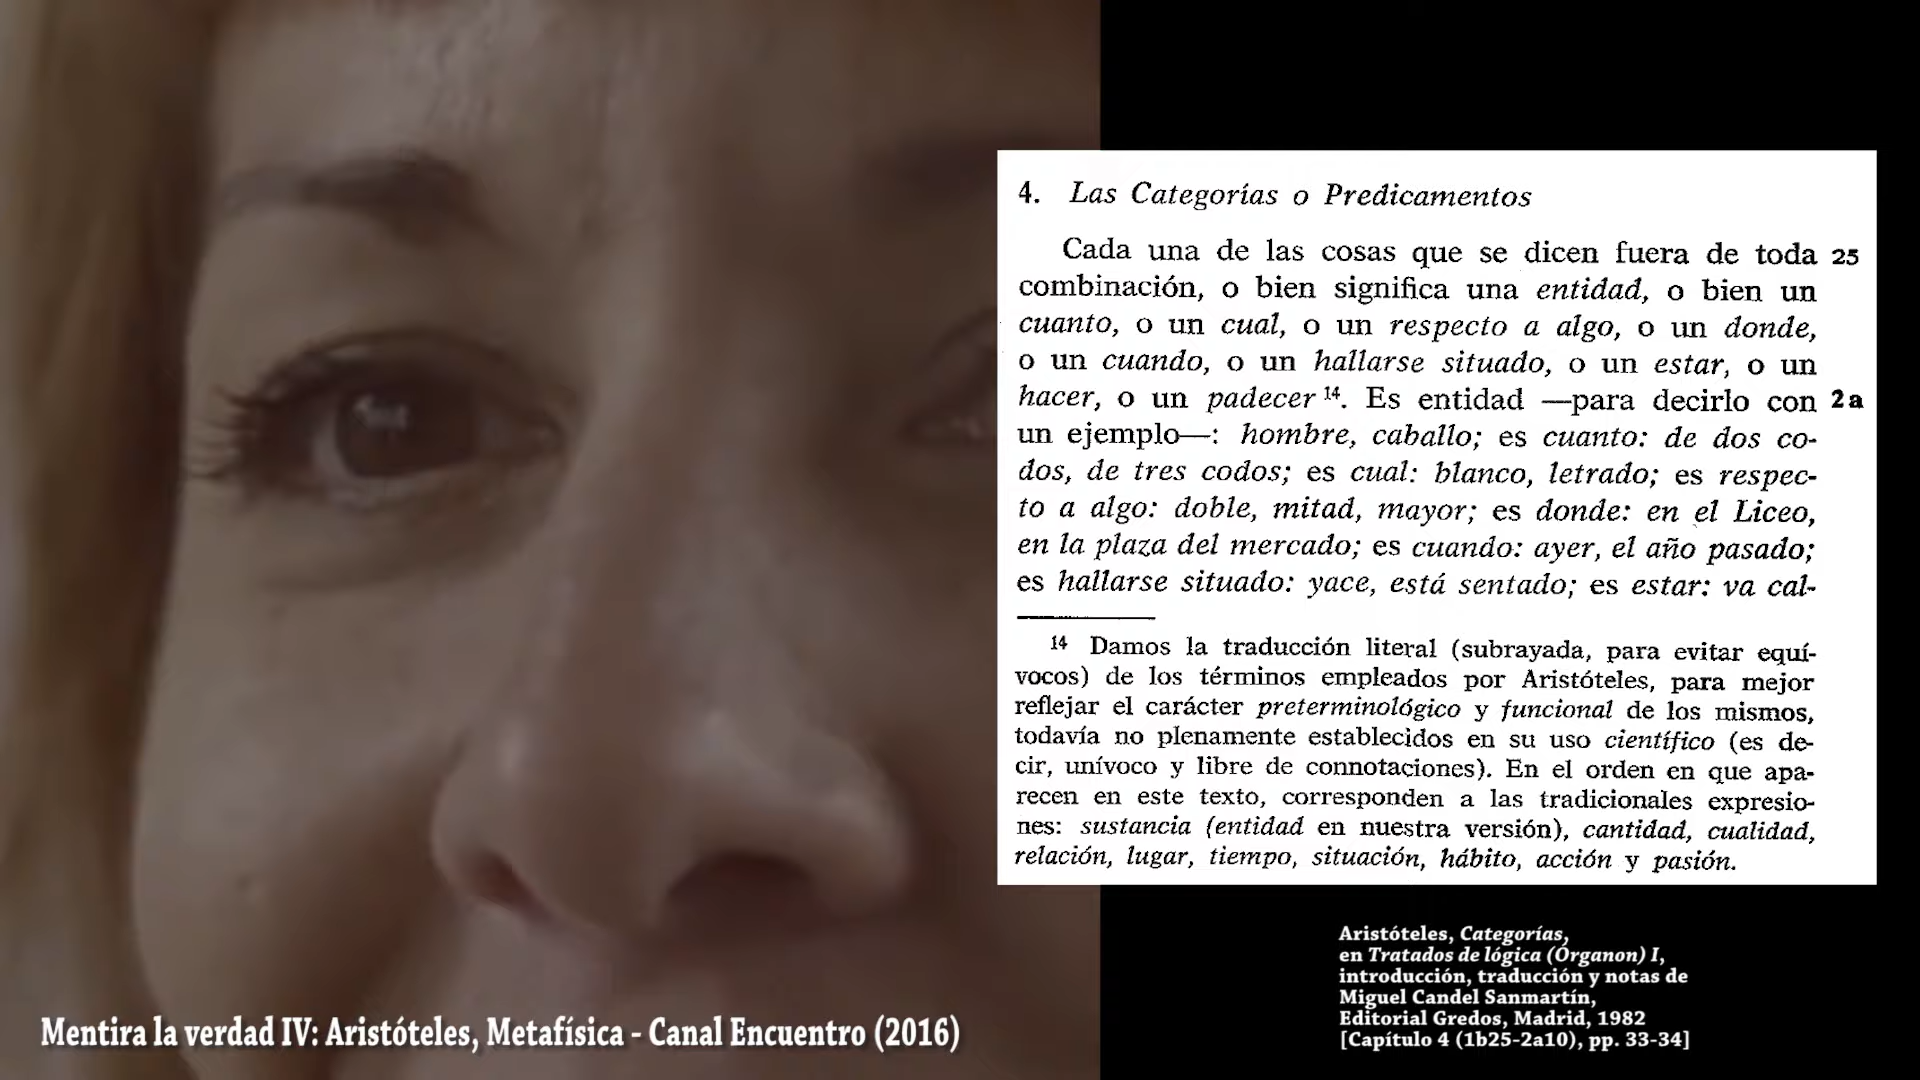 4. Las Categorías o Predicamentos
Cada una de las cosas que se dicen fuera de toda 25
combinación, o bien significa una entidad, o bien un
cuanto, o un cual, o un respecto a algo, o un donde,
o un cuando, o un hallarse situado, o un estar, o un
hacer, o un padecer 14. Es entidad —para decirlo con 2a
un ejemplo—: hombre, caballo; es cuanto: de dos co-
dos, de tres codos; es cual: blanco, letrado; es respec-
to a algo: doble, mitad, mayor; es donde: en el Liceo,
en la plaza del mercado; es cuando: ayer, el año pasado;
es hallarse situado: yace, está sentado; es estar: va cal-
14 Damos la traducción literal (subrayada, para evitar equí-
vocos) de los términos empleados por Aristóteles, para mejor
reflejar el carácter preterminológico y funcional de los mismos,
todavía no plenamente establecidos en su uso científico (es de-
cir, unívoco y libre de connotaciones). En el orden en que apa-
recen en este texto, corresponden a las tradicionales expresio-
nes: sustancia (entidad en nuestra versión), cantidad, cualidad,
relación, lugar, tiempo, situación, hábito, acción y pasión.
Aristóteles, Categorías,
en Tratados de lógica (Órganon) I,
introducción, traducción y notas de
Miguel Candel Sanmartín,
Editorial Gredos, Madrid, 1982
[Capítulo 4 (1b25-2a10), pp. 33-34]
Mentira la verdad IV: Aristóteles, Metafísica - Canal Encuentro (2016)